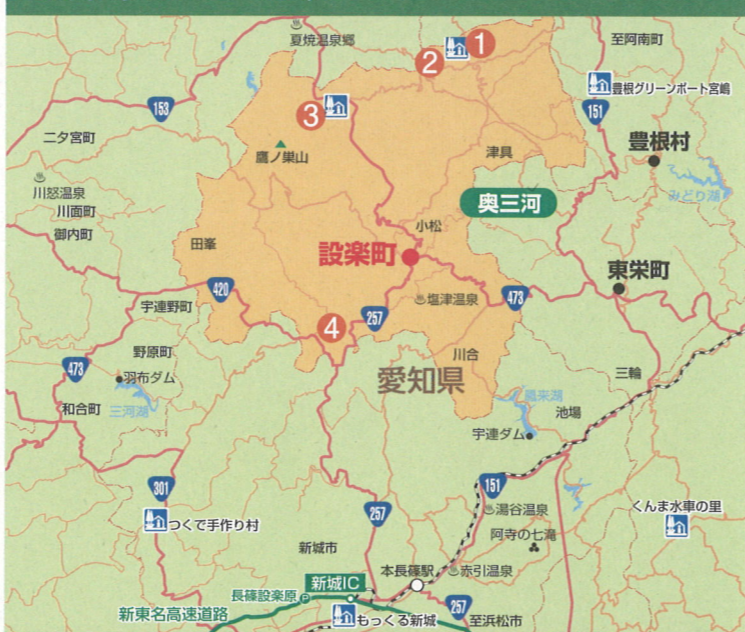 夏焼温泉郷
1
2
至阿南町
豊根グリーンポート宮嶋
153
3
151
二タ宮町
鷹ノ巣山
津具
豊根村
川怒温泉
みどり湖
川面町
奥三河
御内町
小松
田峯
設楽町
東栄町
420
塩津温泉
473
宇連野町
257
4
野原町
川合
473
羽布ダム
愛知県
三輪
三河湖
鳳来湖
和合町
池場
宇連ダム
301
151
257
湯谷温泉
くんま水車の里
つくで手作り村
阿寺の七滝
新城市
本長篠駅
赤引温泉
新城IC
長篠設楽原
P
新東名高速道路
もっくる新城
257
至浜松市